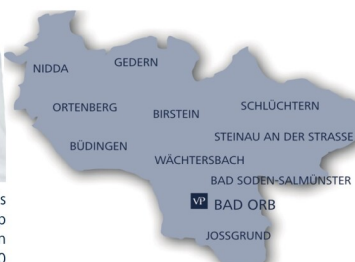 GEDERN
NIDDA
ORTENBERG
BIRSTEIN
SCHLÜCHTERN
STEINAU AN DER STRASSE
BÜDINGEN
WÄCHTERSBACH
BAD SODEN-SALMÜNSTER
VP BAD ORB
JOSSGRUND